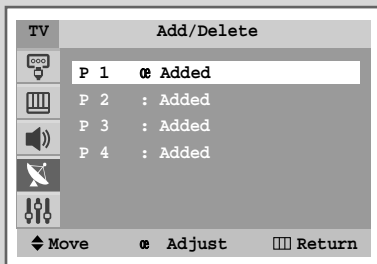 TV Add/Delete
P 1 œ Added
P 2 : Added
P 3 : Added
P 4 : Added
Move œ Adjust Return